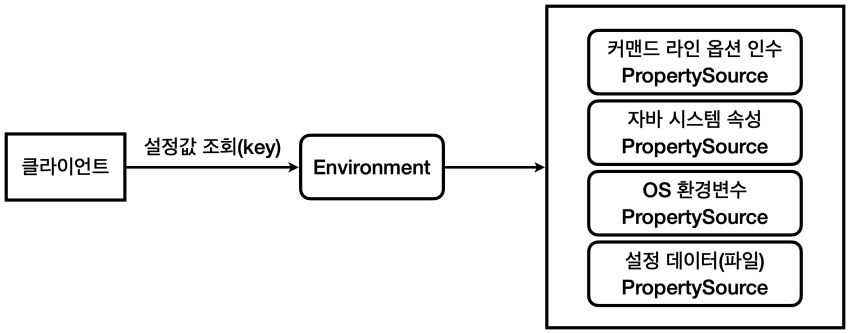 클라이언트
설정값 조회(key)
Environment
커맨드 라인 옵션 인수
PropertySource
자바 시스템 속성
PropertySource
OS 환경변수
PropertySource
설정 데이터(파일)
PropertySource